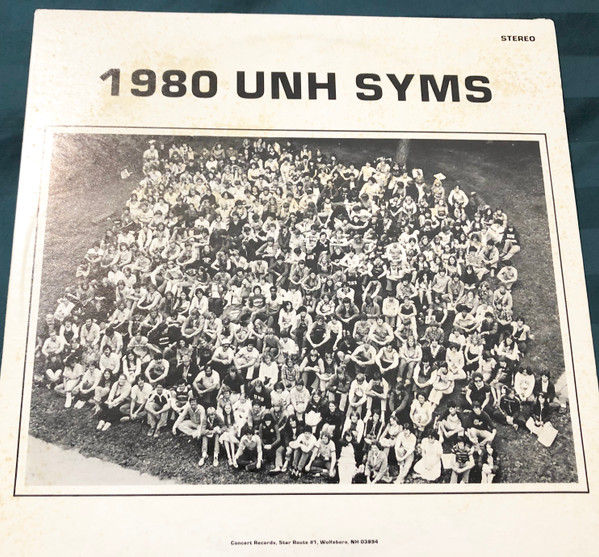 STEREO
1980 UNH SYMS
Concert Records, Star Route #1, Wolfeboro, NH 03894